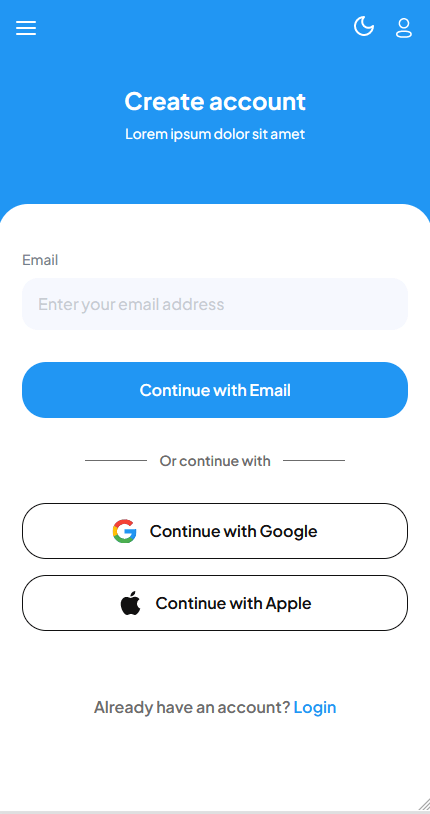 Create account
Lorem ipsum dolor sit amet
Email
Enter your email address
Continue with Email
Or continue with
Continue with Google
Continue with Apple
Already have an account? Login